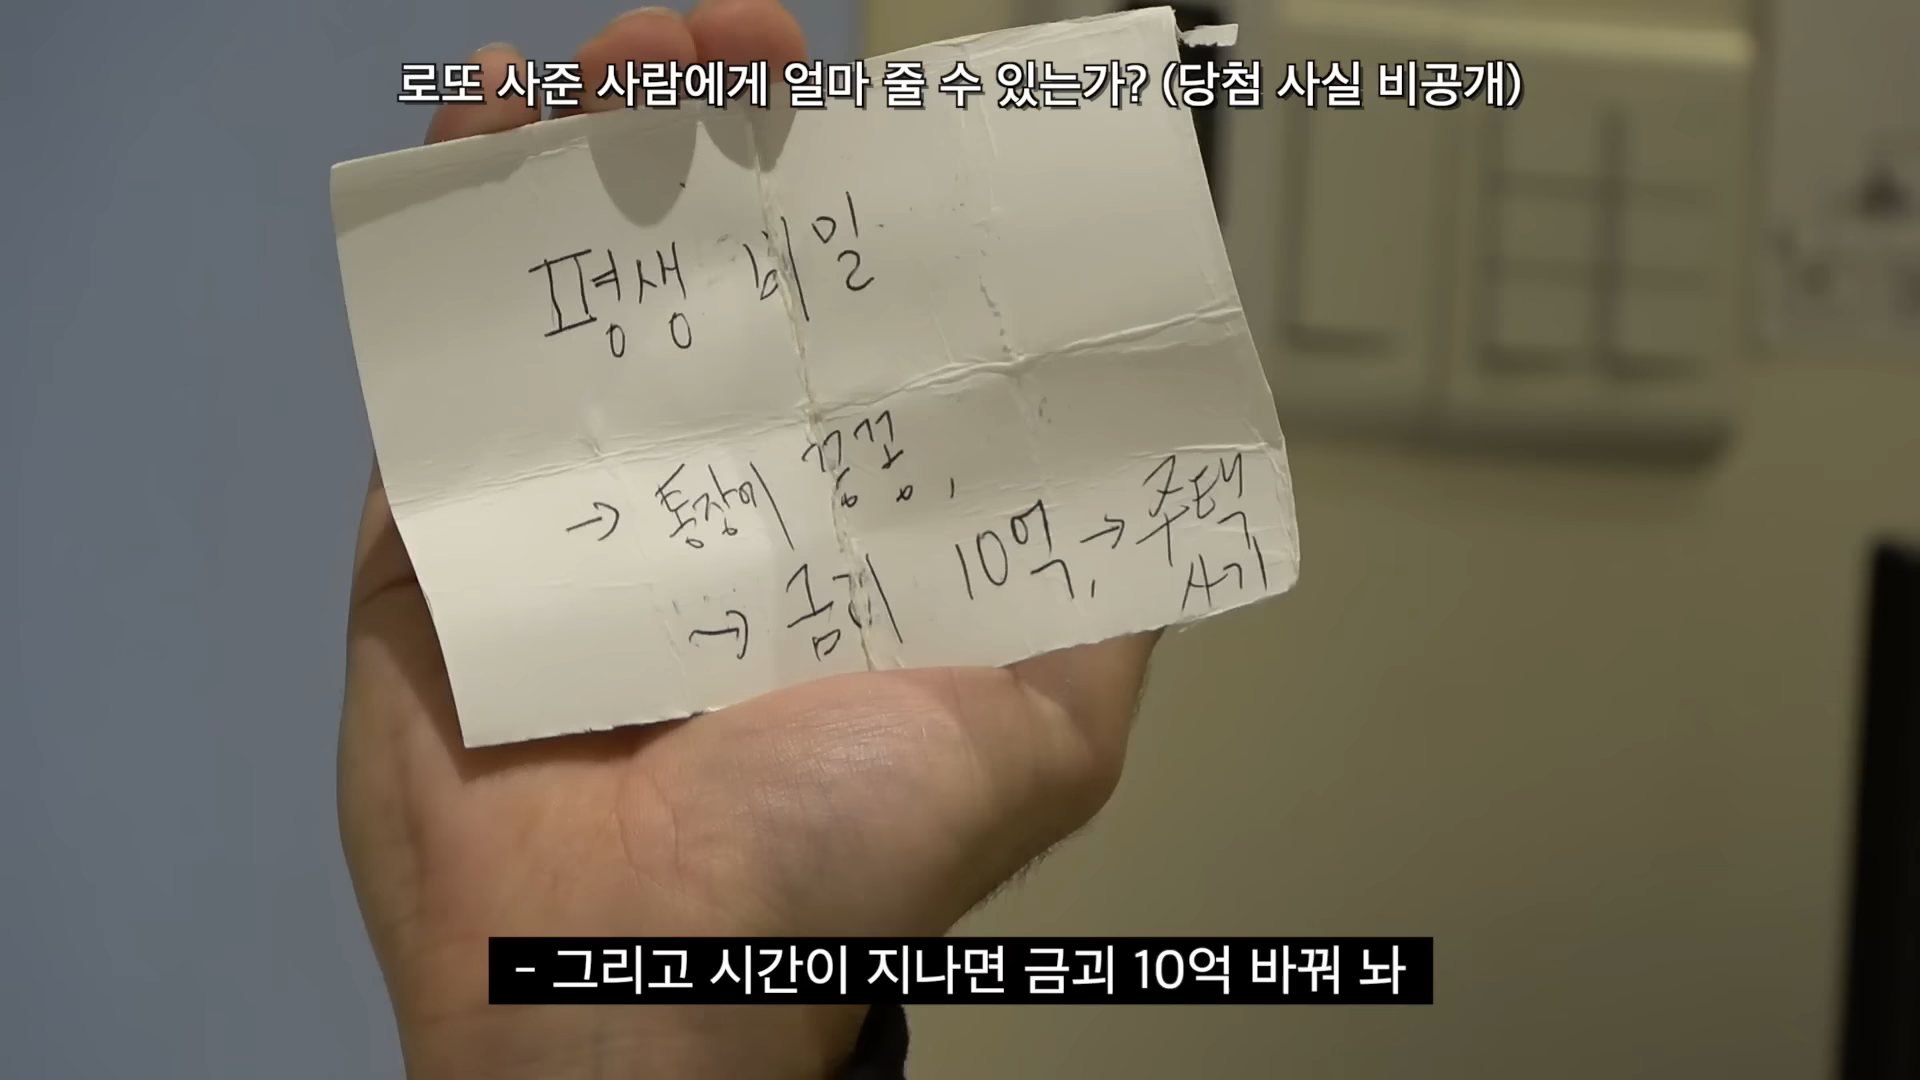 로또 사준 사람에게 얼마 줄 수 있는가? (당첨 사실 비공개)
평생 비밀
→ 통장에 꽁꽁,
→ 금괴 10억, → 주택
사기
- 그리고 시간이 지나면 금괴 10억 바꿔 놔